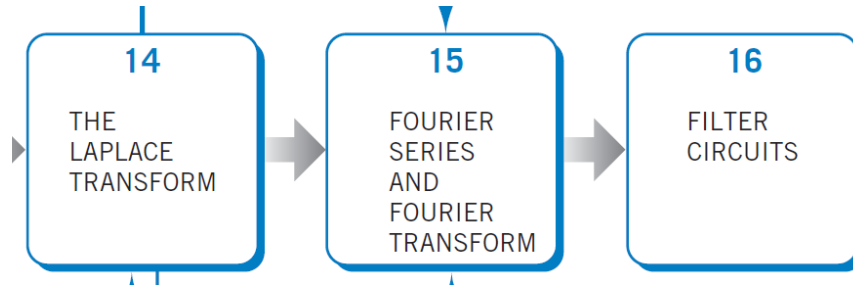 14
THE
LAPLACE
TRANSFORM
15
FOURIER
SERIES
AND
FOURIER
TRANSFORM
16
FILTER
CIRCUITS